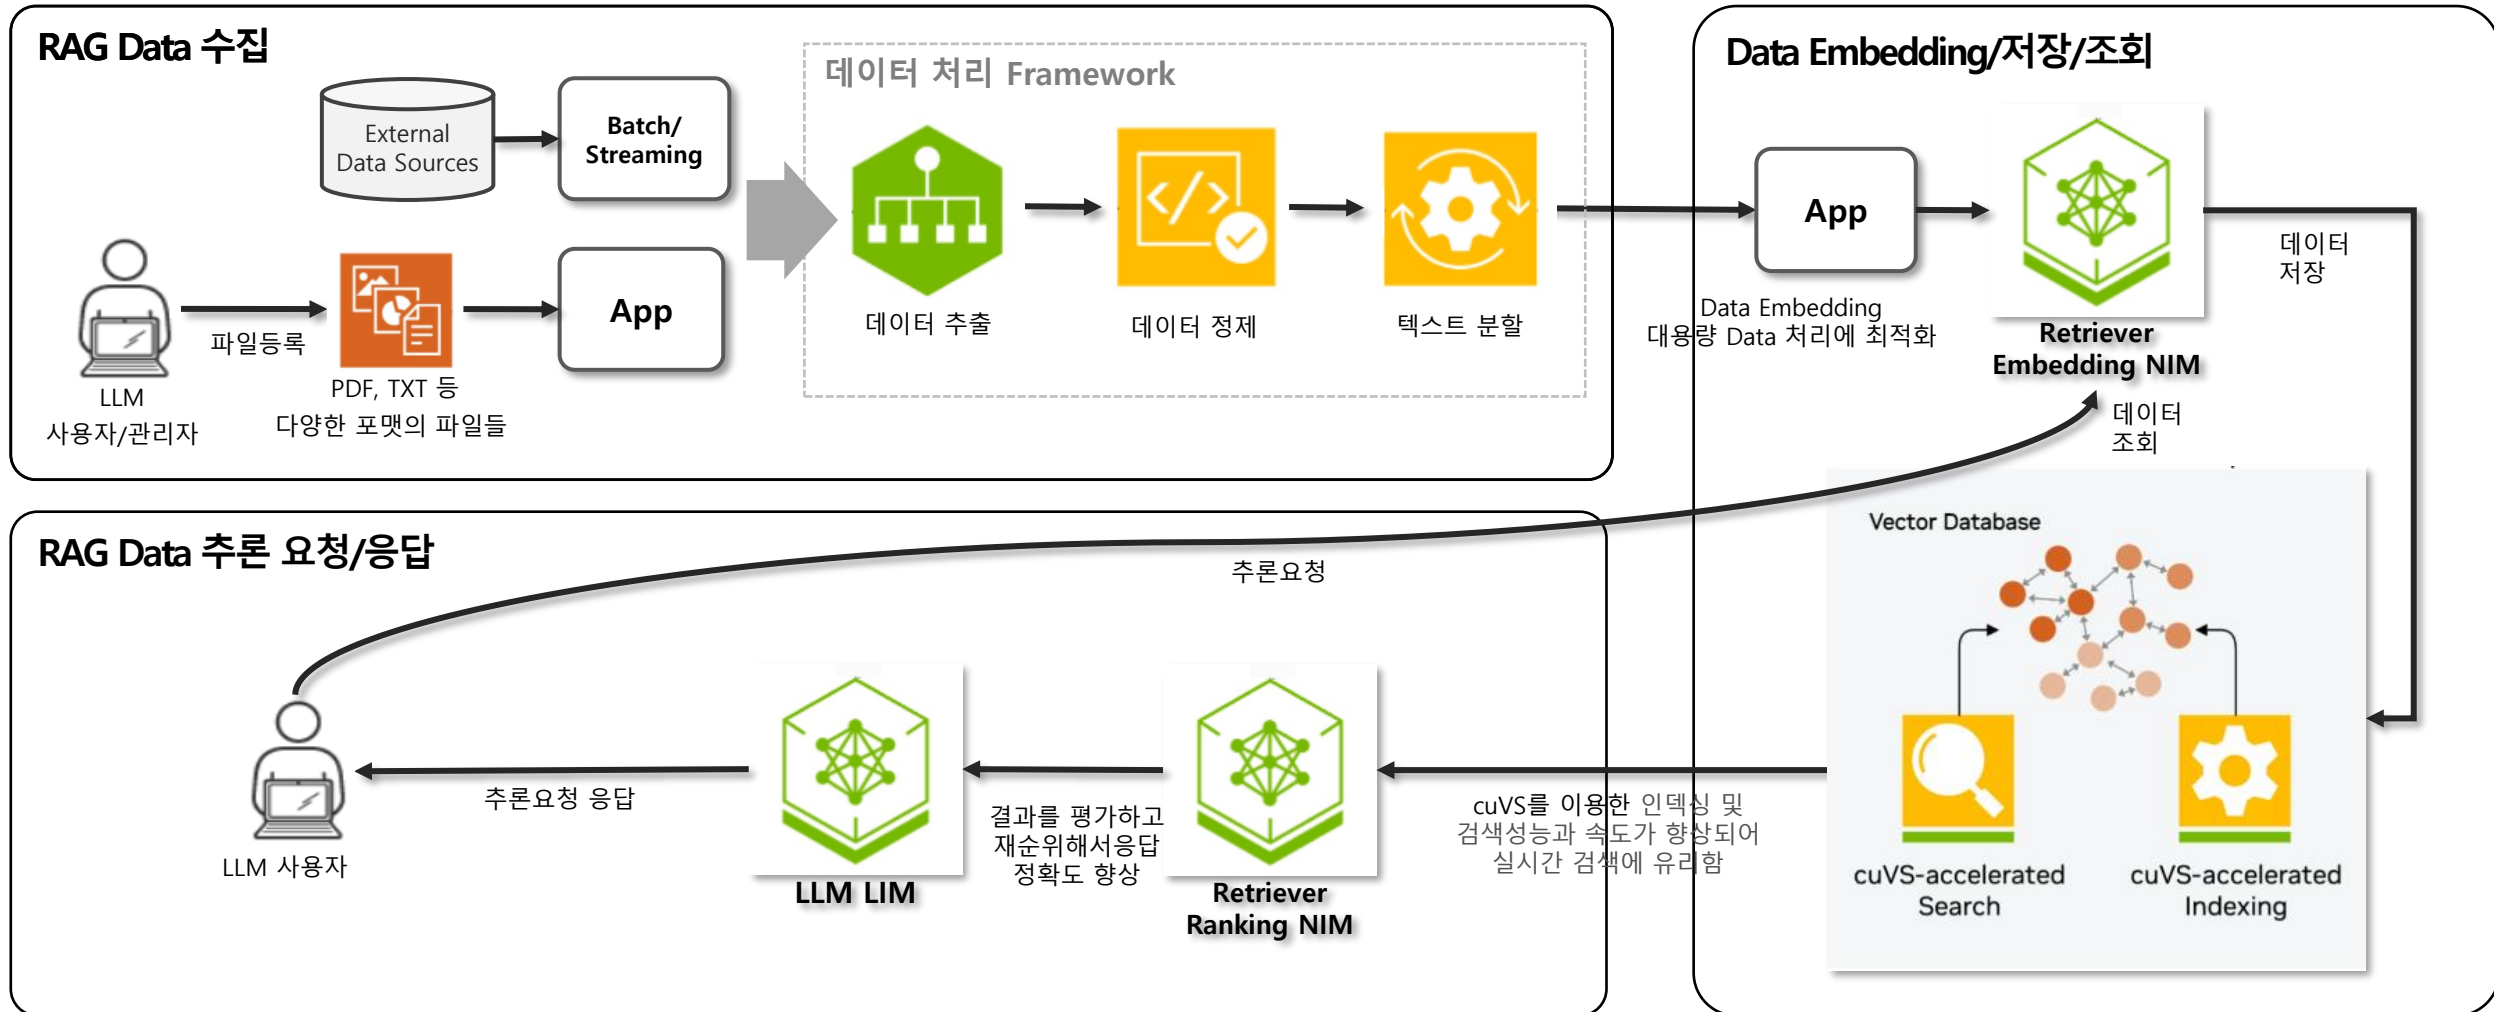 RAG Data 수집
External
Data Sources
Batch/
Streaming
LLM
사용자/관리자
파일등록
PDF, TXT 등
다양한 포맷의 파일들
App
데이터 처리 Framework
데이터 추출
데이터 정제
텍스트 분할
Data Embedding/저장/조회
App
Data Embedding
대용량 Data 처리에 최적화
Retriever
Embedding NIM
데이터
저장
데이터
조회
Vector Database
cuVS-accelerated
Search
cuVS-accelerated
Indexing
RAG Data 추론 요청/응답
추론요청
LLM 사용자
추론요청 응답
LLM LIM
결과를 평가하고
재순위해서응답
정확도 향상
Retriever
Ranking NIM
cuVS를 이용한 인덱싱 및
검색성능과 속도가 향상되어
실시간 검색에 유리함